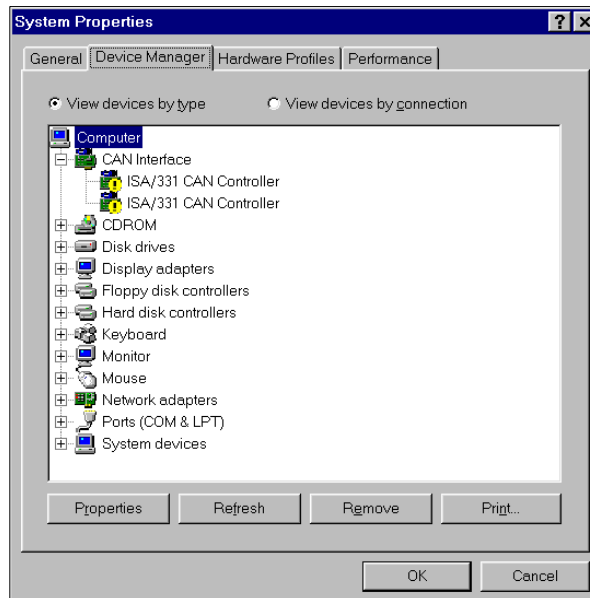 System Properties
General Device Manager Hardware Profiles Performance
View devices by type View devices by connection
Computer
CAN Interface
ISA/331 CAN Controller
ISA/331 CAN Controller
CDROM
Disk drives
Display adapters
Floppy disk controllers
Hard disk controllers
Keyboard
Monitor
Mouse
Network adapters
Ports (COM & LPT)
System devices
Properties Refresh Remove Print...
OK Cancel